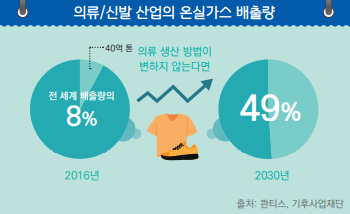 의류/신발 산업의 온실가스 배출량
40억 톤
의류 생산 방법이
변하지 않는다면
전 세계 배출량의
8%
49%
2016년
2030년
출처: 콴티스, 기후사업재단